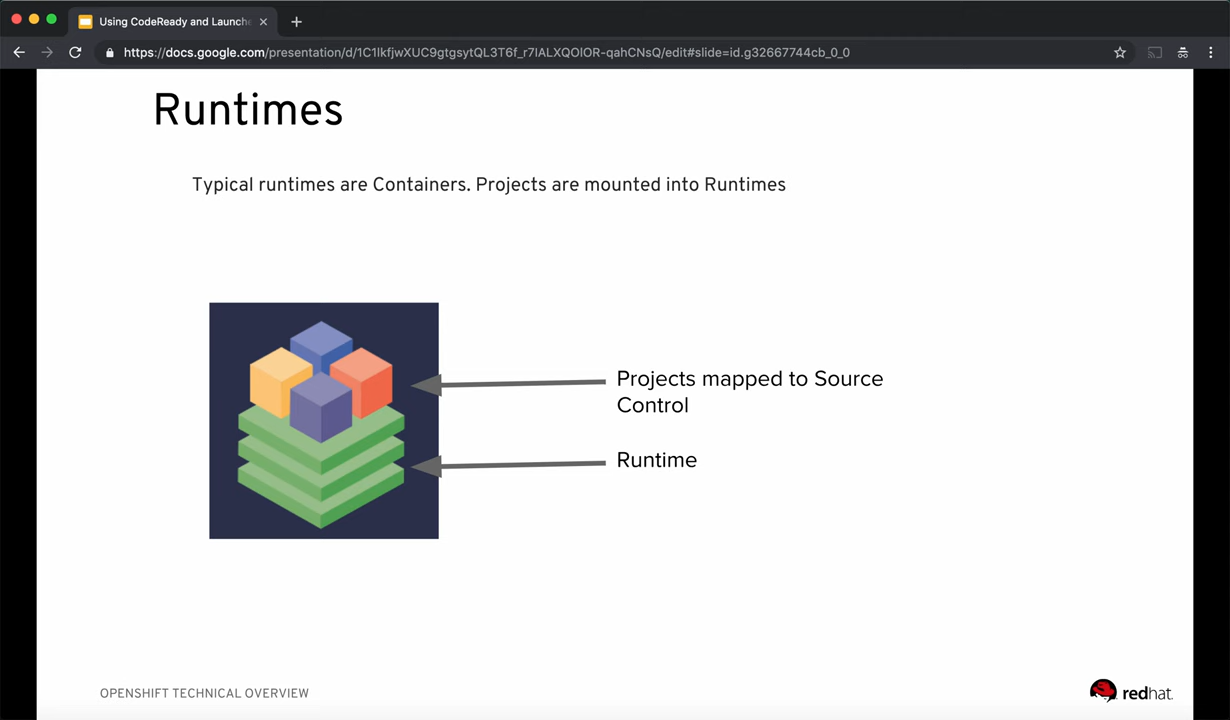 Using CodeReady and Launche
https://docs.google.com/presentation/d/1C1lkfjwXUC9gtgsytQL3T6f_r7IALXQOlOR-qahCNsQ/edit#slide=id.g32667744cb_0_0
Runtimes
Typical runtimes are Containers. Projects are mounted into Runtimes
Projects mapped to Source
Control
Runtime
OPENSHIFT TECHNICAL OVERVIEW
redhat.